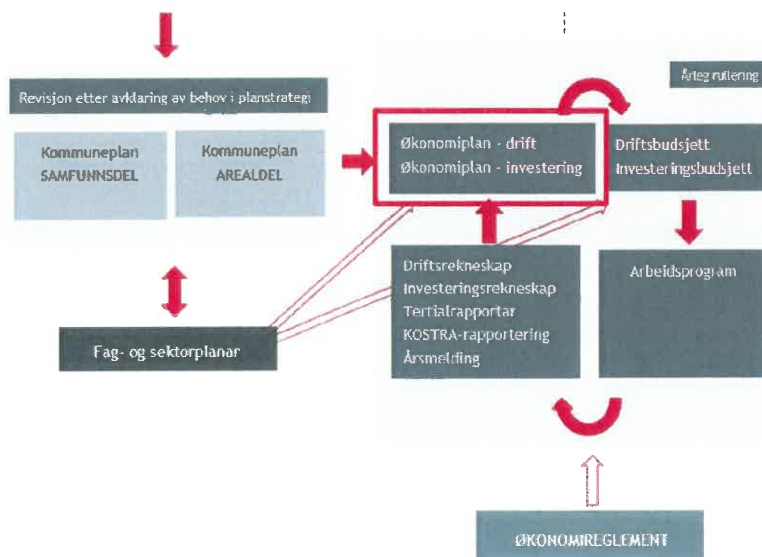 Årleg rullering
Revisjon etter avklaring av behov i planstrategi
Kommuneplan
SAMFUNNSDEL
Kommuneplan
AREALDEL
Økonomiplan - drift
Økonomiplan - investering
Driftsbudsjett
Investeringsbudsjett
Driftsrekneskap
Investeringsrekneskap
Tertialrapportar
KOSTRA-rapportering
Årsmelding
Arbeidsprogram
Fag- og sektorplanar
ØKONOMIREGLEMENT